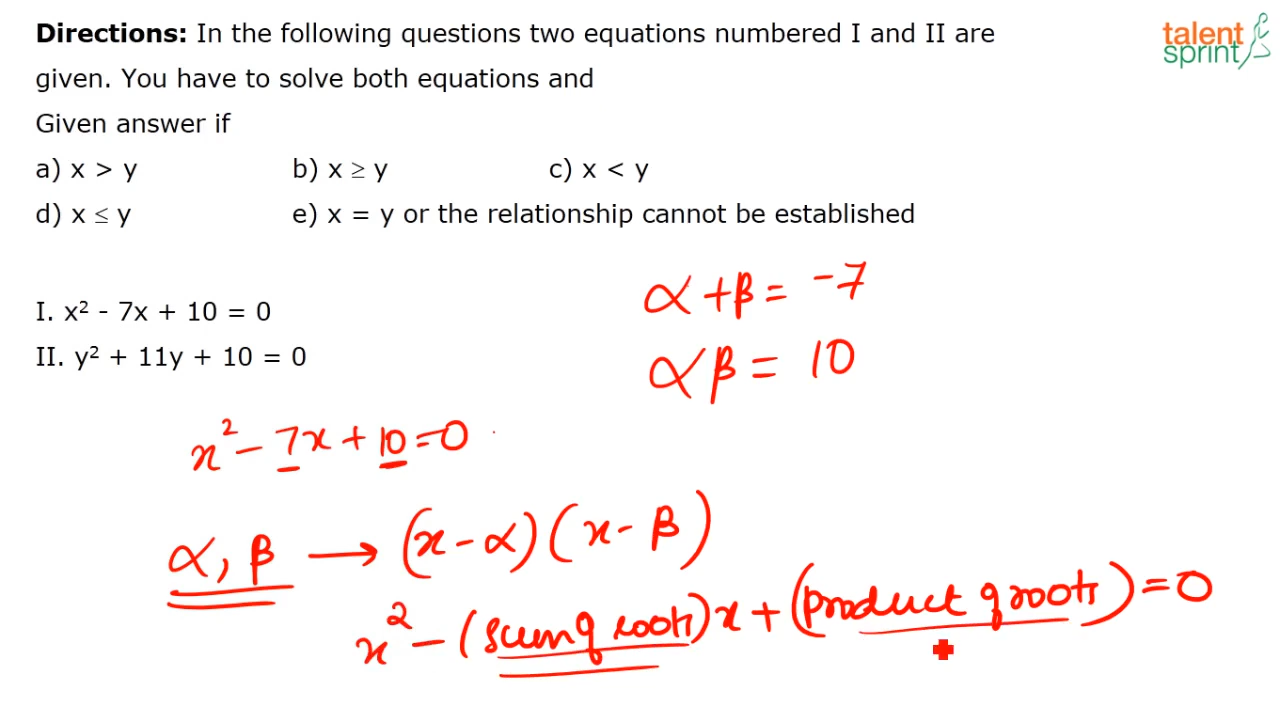 Directions: In the following questions two equations numbered I and II are
given. You have to solve both equations and
Given answer if
a) x > y b) x ≥ y c) x < y
d) x ≤ y e) x = y or the relationship cannot be established
talent
sprint
I. x² - 7x + 10 = 0
II. y² + 11y + 10 = 0
α + β = -7
αβ = 10
x² - 7x + 10 = 0
α, β → (x - α)(x - β)
x² - (sum of roots)x + (product of roots) = 0